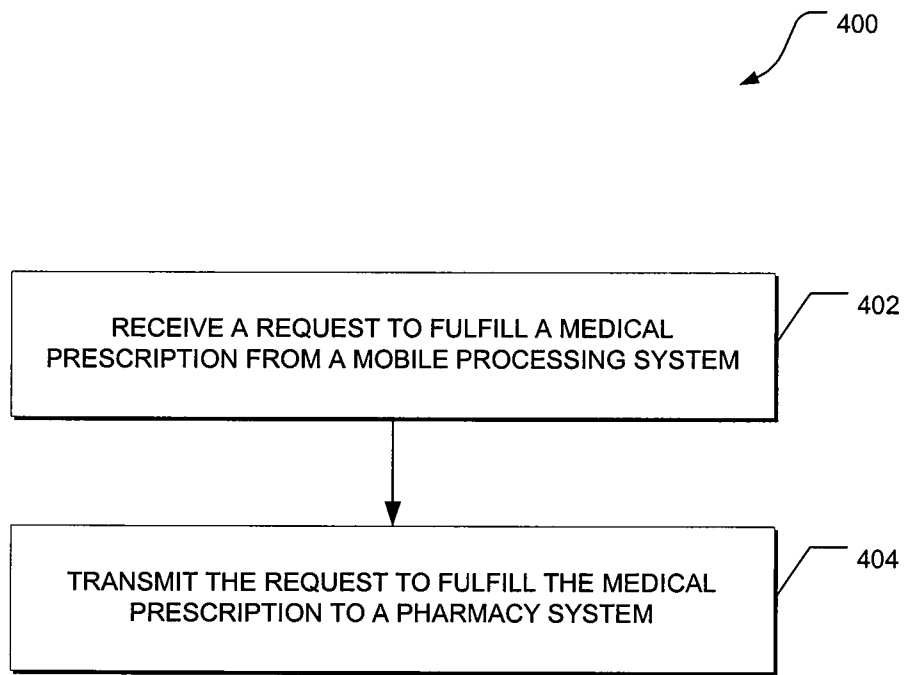 400
RECEIVE A REQUEST TO FULFILL A MEDICAL
PRESCRIPTION FROM A MOBILE PROCESSING SYSTEM
402
TRANSMIT THE REQUEST TO FULFILL THE MEDICAL
PRESCRIPTION TO A PHARMACY SYSTEM
404